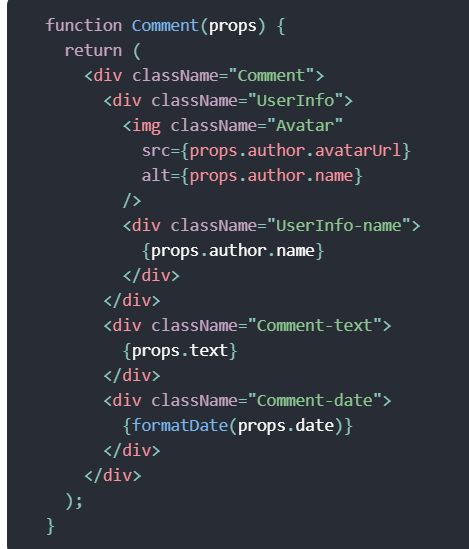 function Comment(props) {
  return (
    <div className="Comment">
      <div className="UserInfo">
        <img className="Avatar"
          src={props.author.avatarUrl}
          alt={props.author.name}
        />
        <div className="UserInfo-name">
          {props.author.name}
        </div>
      </div>
      <div className="Comment-text">
        {props.text}
      </div>
      <div className="Comment-date">
        {formatDate(props.date)}
      </div>
    </div>
  );
}